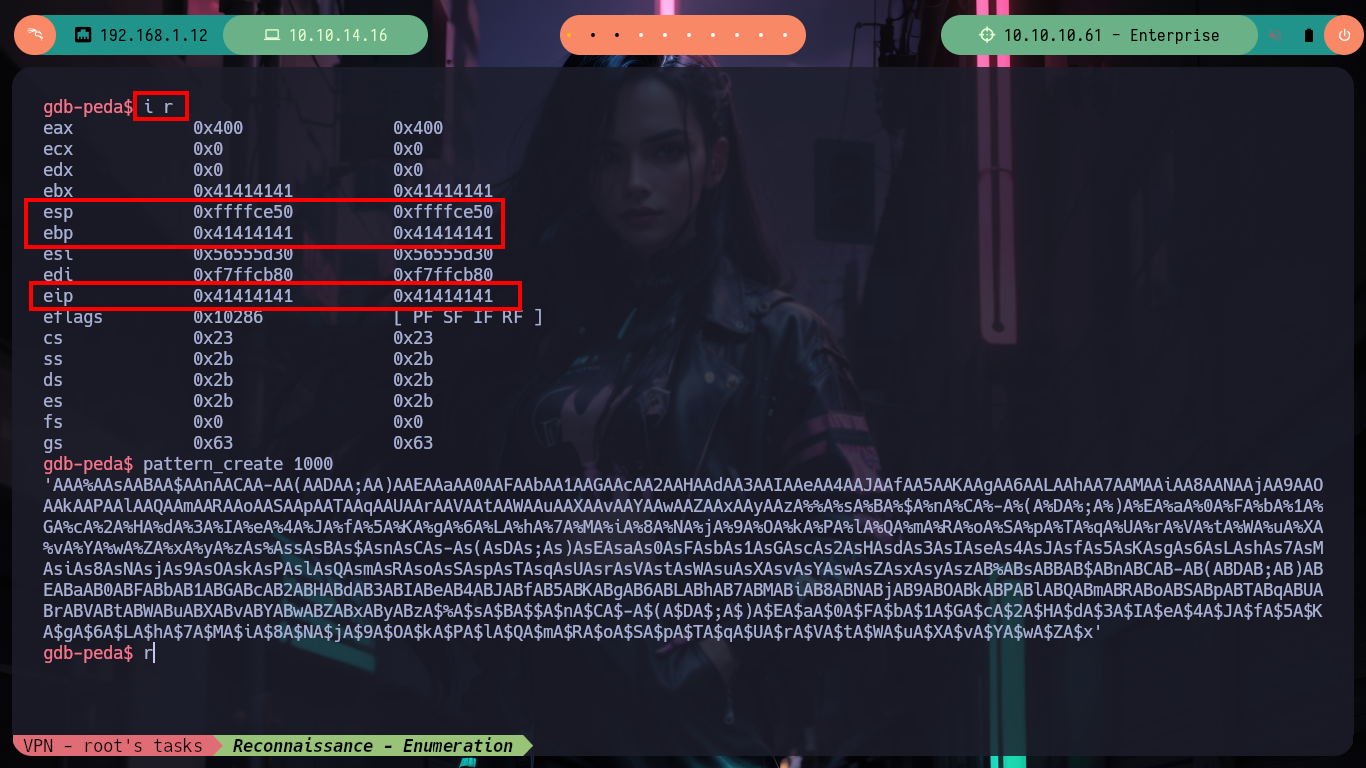 192.168.1.12 10.10.14.16 10.10.10.61 - Enterprise
gdb-peda$ i r
eax 0x400 0x400
ecx 0x0 0x0
edx 0x0 0x0
ebx 0x41414141 0x41414141
esp 0xffffce50 0xffffce50
ebp 0x41414141 0x41414141
esi 0x56555d30 0x56555d30
edi 0xf7ffcb80 0xf7ffcb80
eip 0x41414141 0x41414141
eflags 0x10286 [ PF SF IF RF ]
cs 0x23 0x23
ss 0x2b 0x2b
ds 0x2b 0x2b
es 0x2b 0x2b
fs 0x0 0x0
gs 0x63 0x63
gdb-peda$ pattern_create 1000
'AAA%AAsAABAA$AAnAACAA-AA(AADAA;AA)AAEAAaAA0AAFAAbAA1AAGAAcAA2AAHAAdAA3AAIAAeAA4AAJAAfAA5AAKAAgAA6AALAAhAA7AAMAAiAA8AANAAjAA9AAO
AAkAAPAAlAAQAAmAARAAoAASAApAATAAqAAUAArAAVAAtAAWAAuAAXAAvAAYAAwAAZAAxAAyAAzA%%A%sA%BA%$A%nA%CA%-A%(A%DA%;A%)A%EA%aA%0A%FA%bA%1A%
GA%cA%2A%HA%dA%3A%IA%eA%4A%JA%fA%5A%KA%gA%6A%LA%hA%7A%MA%iA%8A%NA%jA%9A%OA%kA%PA%lA%QA%mA%RA%oA%SA%pA%TA%qA%UA%rA%VA%tA%WA%uA%XA
%vA%YA%wA%ZA%xA%yA%zAs%AssAsBAs$AsnAsCAs-As(AsDAs;As)AsEAsaAs0AsFAsbAs1AsGAscAs2AsHAsdAs3AsIAseAs4AsJAsfAs5AsKAsgAs6AsLAshAs7AsM
AsiAs8AsNAsjAs9AsOAskAsPAslAsQAsmAsRAsoAsSAspAsTAsqAsUAsrAsVAstAsWAsuAsXAsvAsYAswAsZAsxAsyAszAB%ABsABBAB$ABnABCAB-AB(ABDAB;AB)AB
EABaAB0ABFABbAB1ABGABcAB2ABHABdAB3ABIABeAB4ABJABfAB5ABKABgAB6ABLABhAB7ABMABiAB8ABNABjAB9ABOABkABPABlABQABmABRABoABSABpABTABqABUA
BrABVABtABWABuABXABvABYABwABZABxAByABzA$%A$sA$BA$$A$nA$CA$-A$(A$DA$;A$)A$EA$aA$0A$FA$bA$1A$GA$cA$2A$HA$dA$3A$IA$eA$4A$JA$fA$5A$K
A$gA$6A$LA$hA$7A$MA$iA$8A$NA$jA$9A$OA$kA$PA$lA$QA$mA$RA$oA$SA$pA$TA$qA$UA$rA$VA$tA$WA$uA$XA$vA$YA$wA$ZA$x'
gdb-peda$ r
VPN - root's tasks Reconnaissance - Enumeration